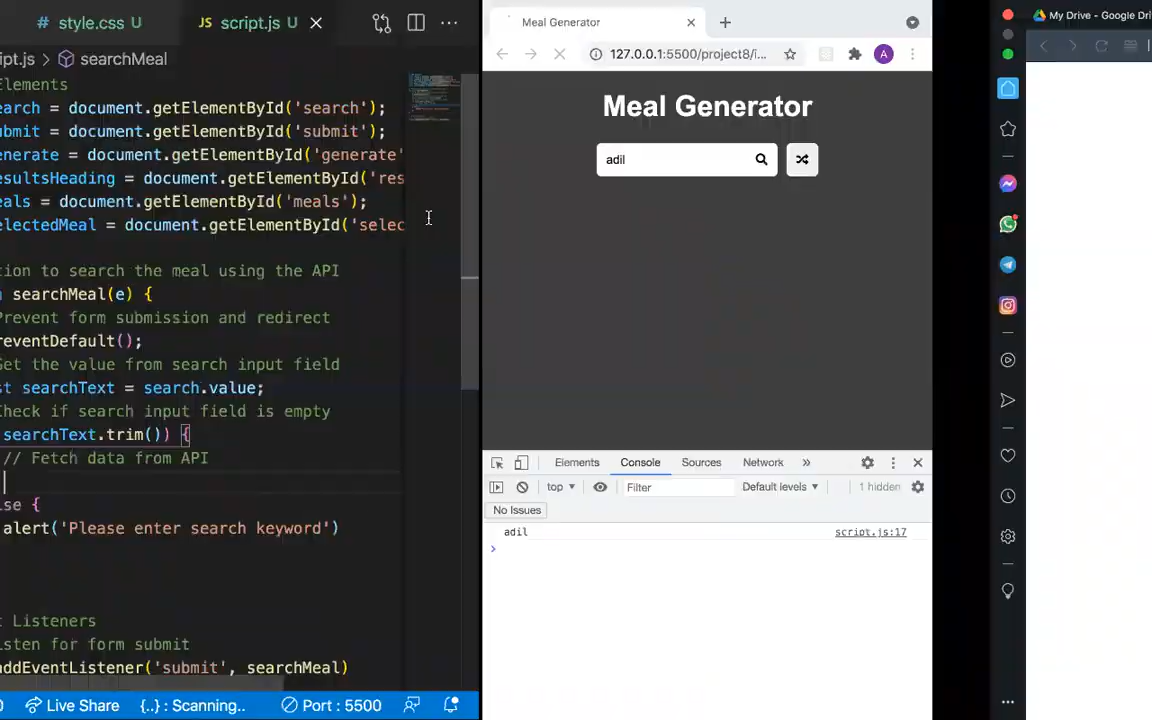 # style.css U
JS script.js U
ipt.js > searchMeal
Elements
earch = document.getElementById('search');
ubmit = document.getElementById('submit');
enerate = document.getElementById('generate'
esultsHeading = document.getElementById('res
eals = document.getElementById('meals');
electedMeal = document.getElementById('selec
tion to search the meal using the API
searchMeal(e) {
Prevent form submission and redirect
reventDefault();
Get the value from search input field
st searchText = search.value;
Check if search input field is empty
searchText.trim()) {
// Fetch data from API
se {
alert('Please enter search keyword')
t Listeners
isten for form submit
addEventListener('submit', searchMeal)
0 Live Share {..} : Scanning.. Port : 5500
Meal Generator
127.0.0.1:5500/project8/i... A
Meal Generator
adil
Elements Console Sources Network »
top ▾ Filter Default levels ▾ 1 hidden
No Issues
adil script.js:17
>
My Drive - Google Dri